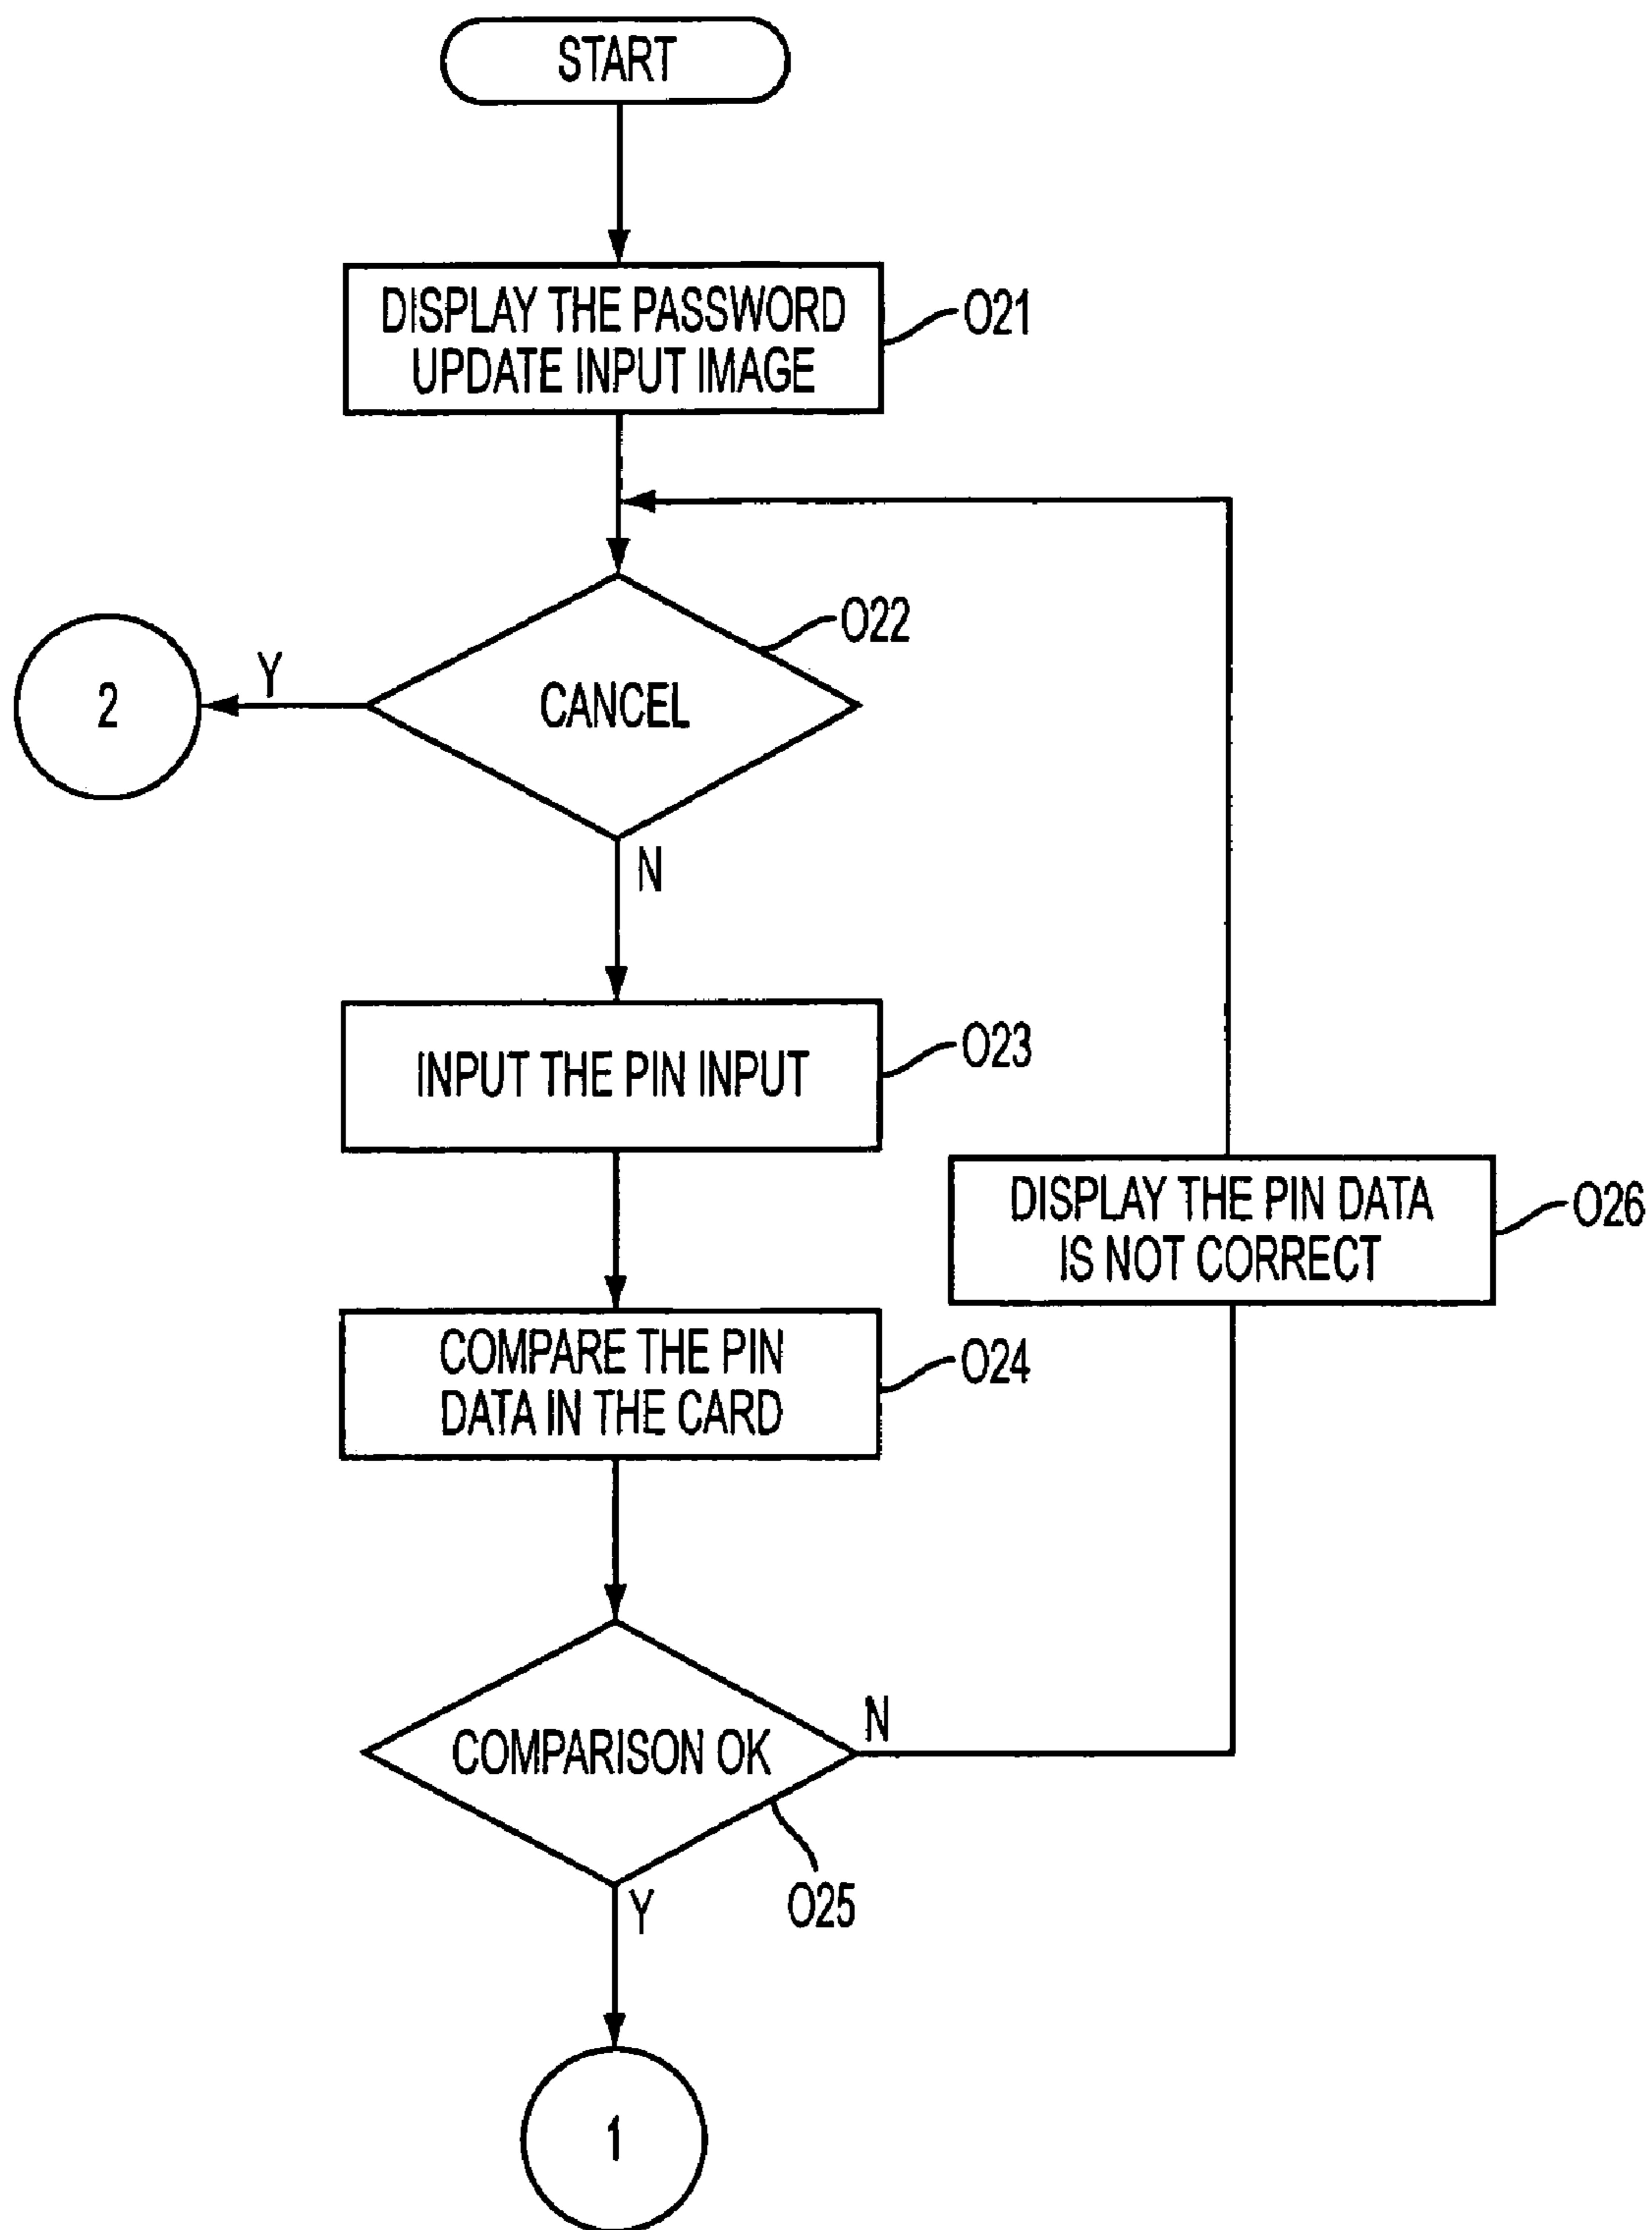 START
DISPLAY THE PASSWORD
UPDATE INPUT IMAGE
O21
O22
Y
2
CANCEL
N
INPUT THE PIN INPUT
O23
DISPLAY THE PIN DATA
IS NOT CORRECT
O26
COMPARE THE PIN
DATA IN THE CARD
O24
N
COMPARISON OK
O25
Y
1